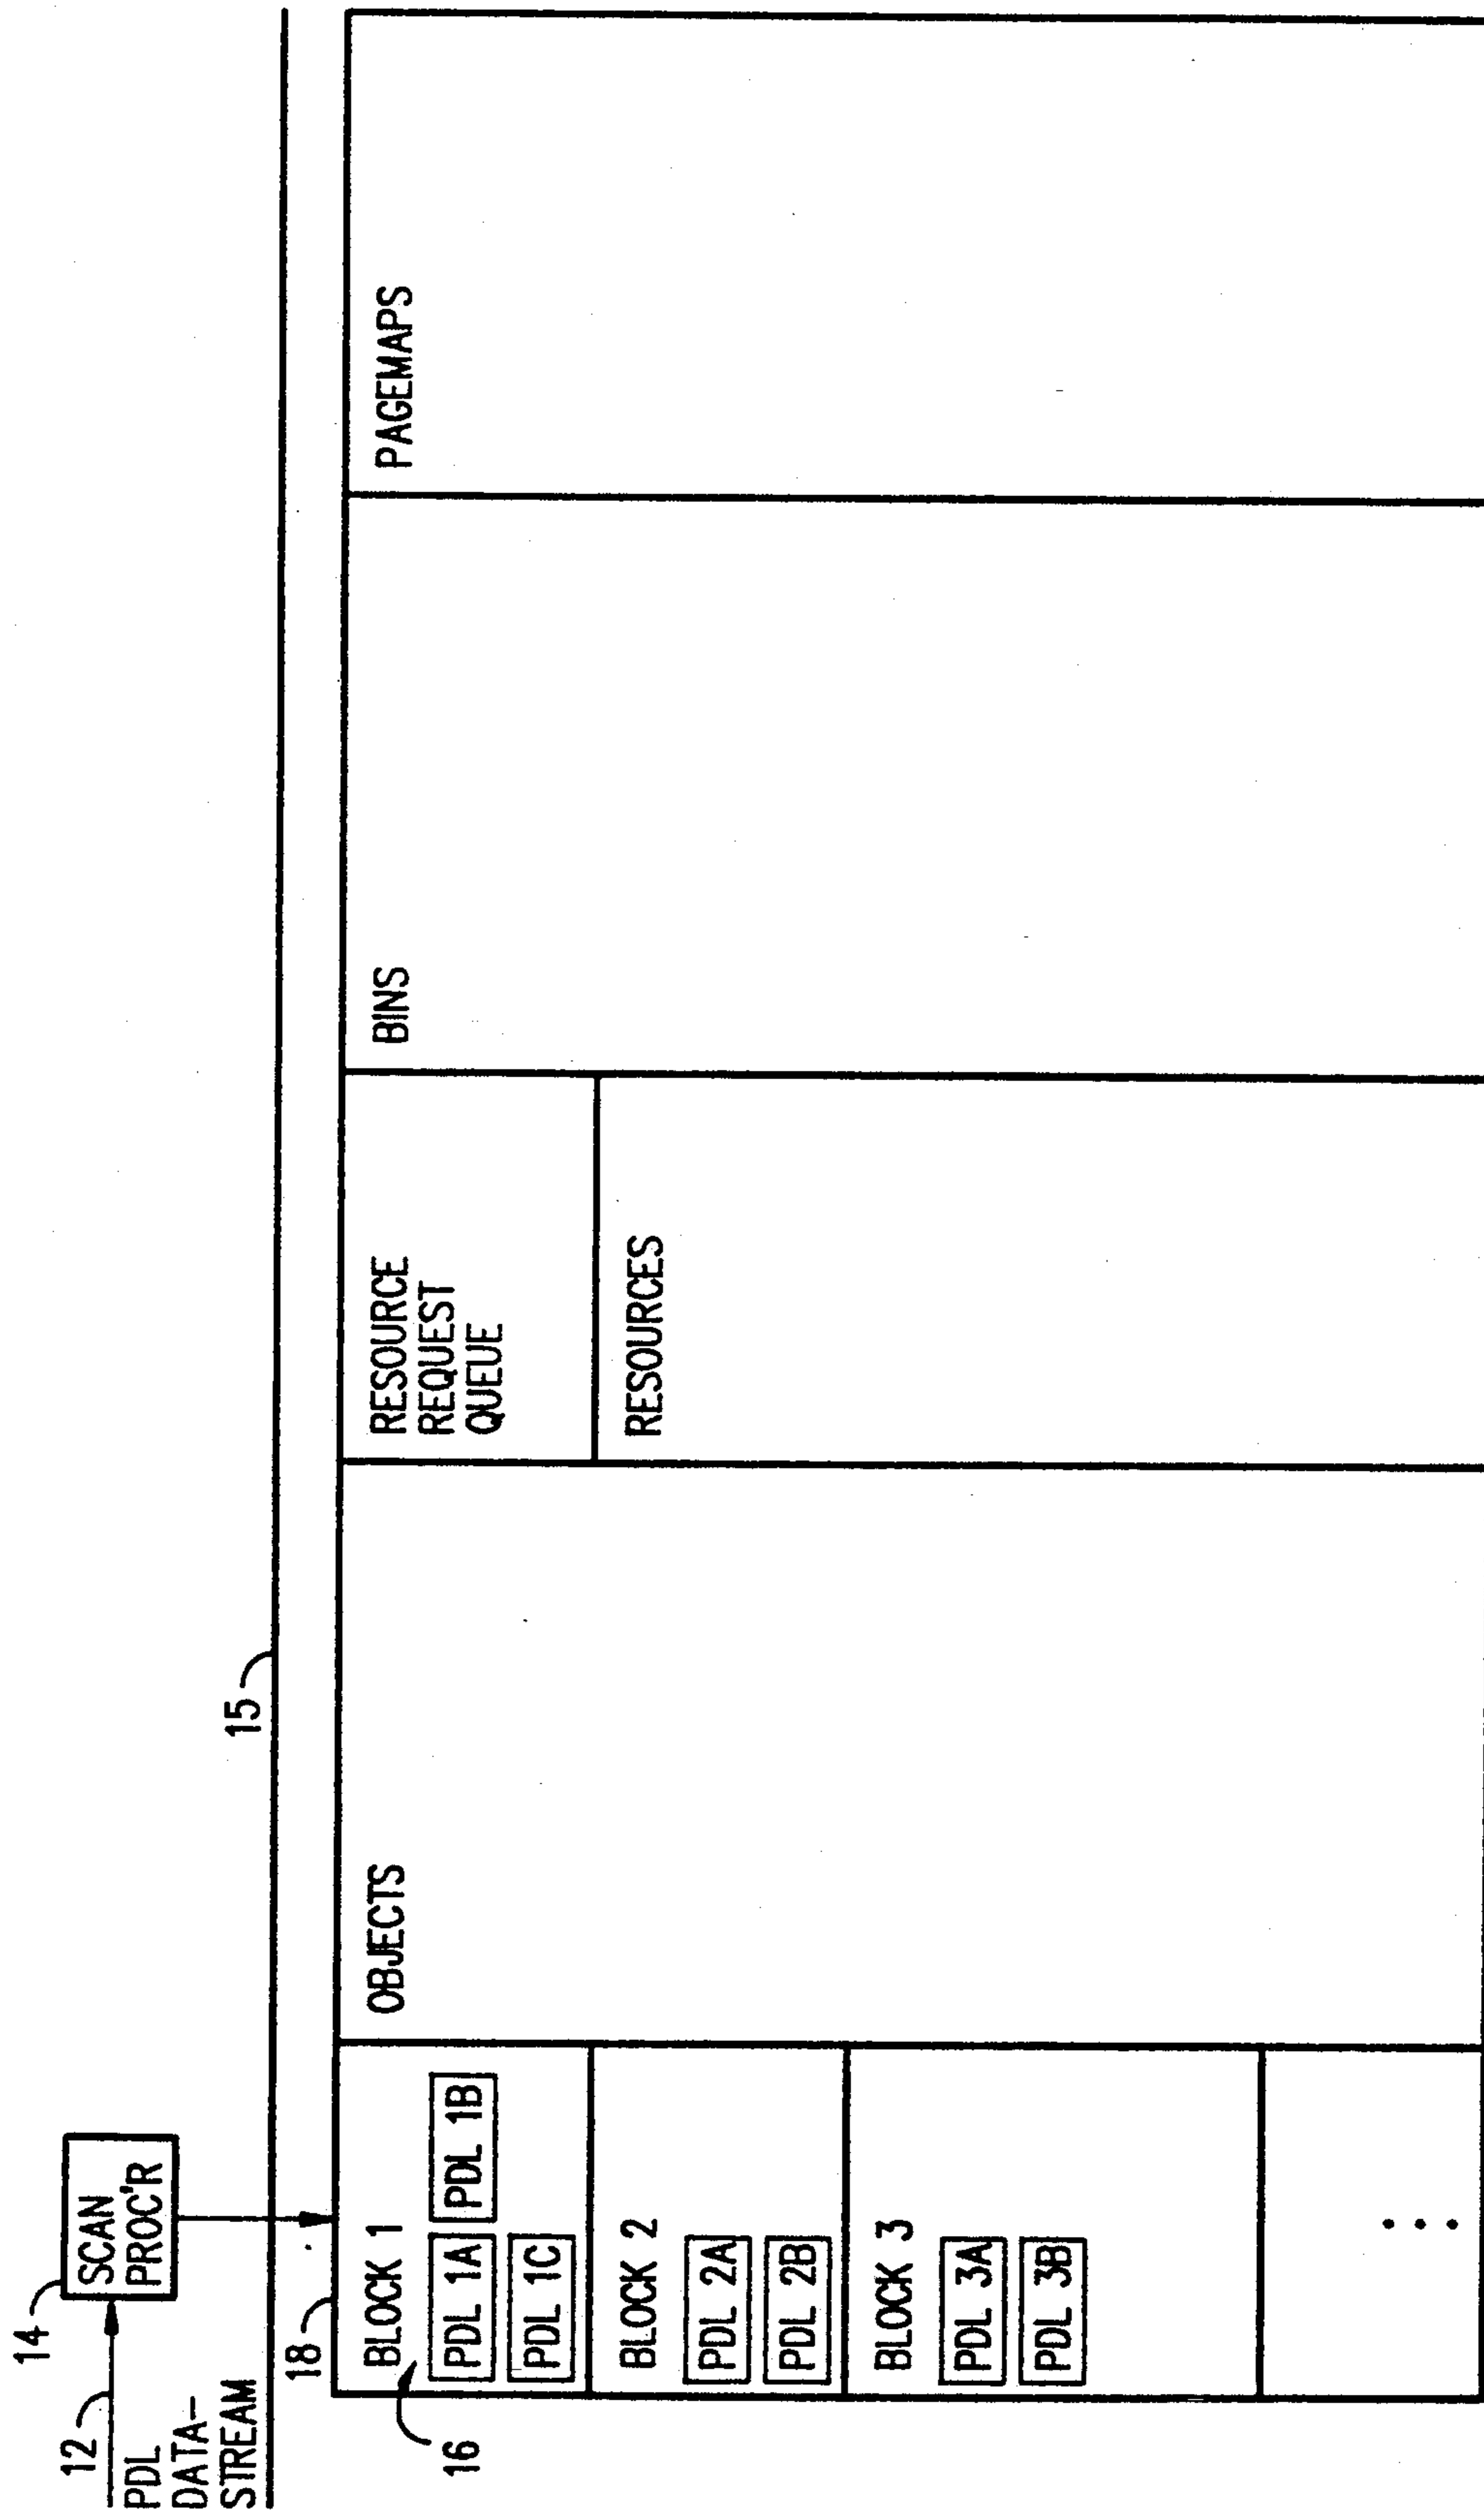 14
12
SCAN
PROC'R
PDL
DATA-
STREAM
15
18
16
BLOCK 1
PDL 1A
PDL 1B
PDL 1C
BLOCK 2
PDL 2A
PDL 2B
BLOCK 3
PDL 3A
PDL 3B
OBJECTS
RESOURCE
REQUEST
QUEUE
RESOURCES
BINS
PAGEMAPS